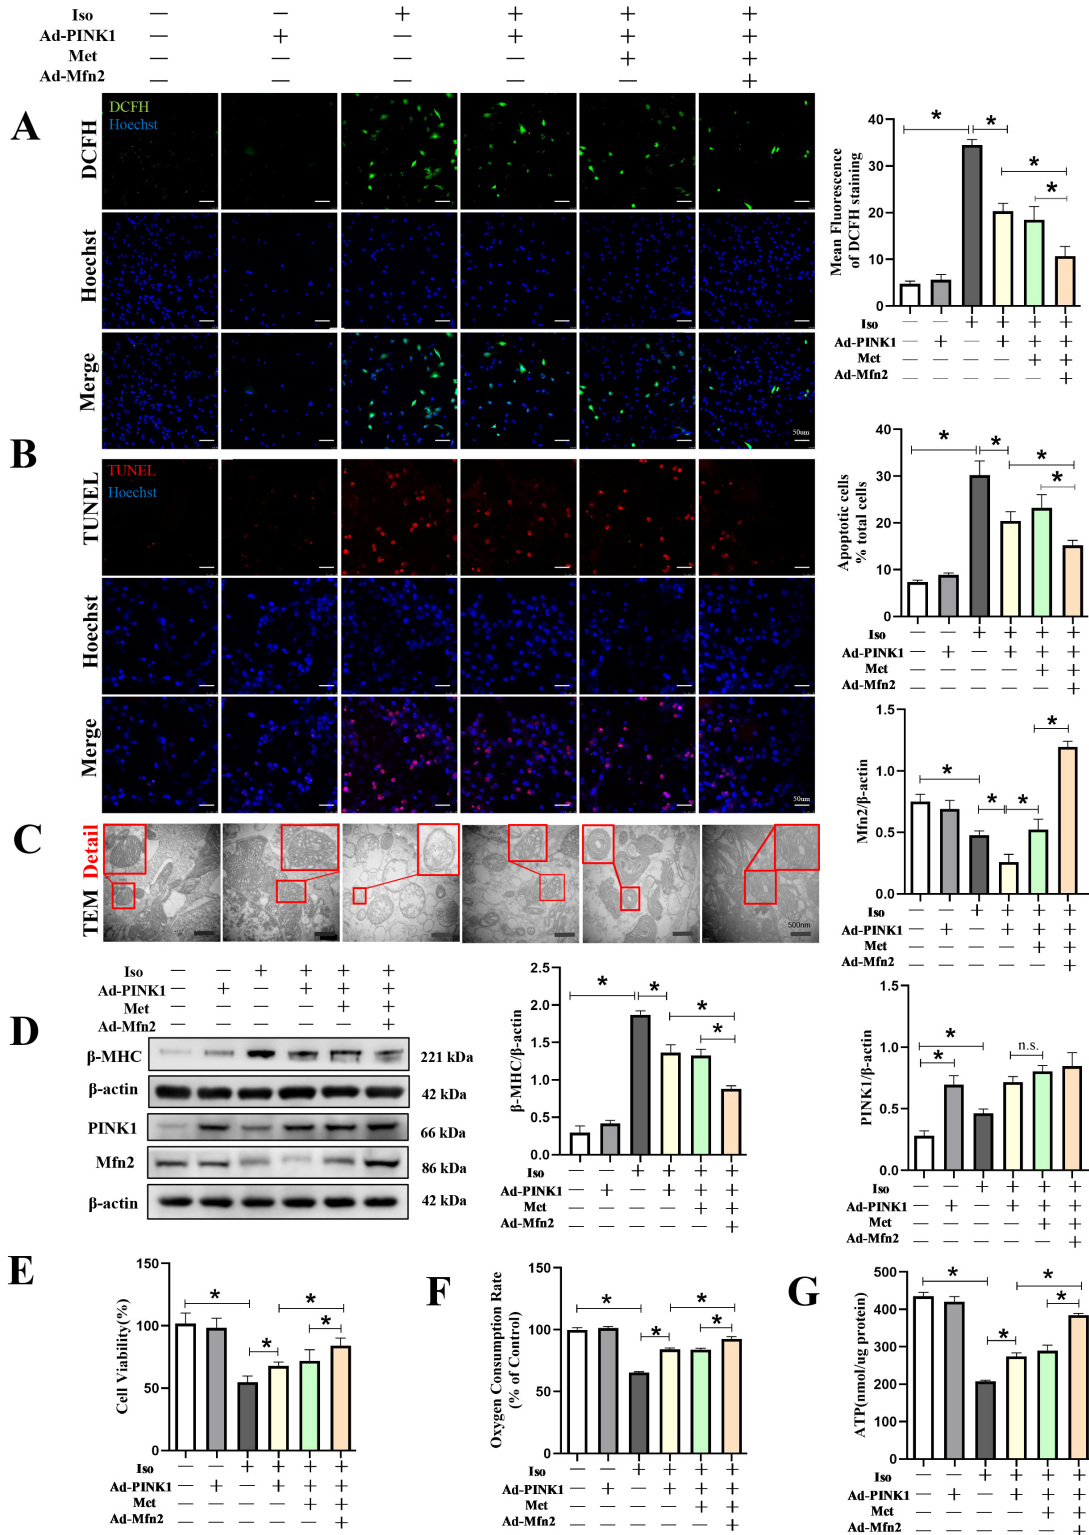 Iso — — + + + +
Ad-PINK1 — + — + + +
Met — — — — + +
Ad-Mfn2 — — — — — +
A
DCFH
DCFH
Hoechst
Hoechst
Merge
50um
Mean Fluorescence
of DCFH staining
40
30
20
10
0
* * * *
Iso — — + + + +
Ad-PINK1 — + — + + +
Met — — — — + +
Ad-Mfn2 — — — — — +
B
TUNEL
TUNEL
Hoechst
Hoechst
Merge
50um
Apoptotic cells
% total cells
40
30
20
10
0
* * * *
Iso — — + + + +
Ad-PINK1 — + — + + +
Met — — — — + +
Ad-Mfn2 — — — — — +
C
TEM Detail
500nm
Mfn2/β-actin
1.5
1.0
0.5
0.0
* * * *
Iso — — + + + +
Ad-PINK1 — + — + + +
Met — — — — + +
Ad-Mfn2 — — — — — +
D
Iso — — + + + +
Ad-PINK1 — + — + + +
Met — — — — + +
Ad-Mfn2 — — — — — +
β-MHC 221 kDa
β-actin 42 kDa
PINK1 66 kDa
Mfn2 86 kDa
β-actin 42 kDa
β-MHC/β-actin
2.5
2.0
1.5
1.0
0.5
0.0
* * * *
Iso — — + + + +
Ad-PINK1 — + — + + +
Met — — — — + +
Ad-Mfn2 — — — — — +
PINK1/β-actin
1.5
1.0
0.5
0.0
* * n.s.
Iso — — + + + +
Ad-PINK1 — + — + + +
Met — — — — + +
Ad-Mfn2 — — — — — +
E
Cell Viability(%)
150
100
50
0
* * * *
Iso — — + + + +
Ad-PINK1 — + — + + +
Met — — — — + +
Ad-Mfn2 — — — — — +
F
Oxygen Consumption Rate
(% of Control)
150
100
50
0
* * * *
Iso — — + + + +
Ad-PINK1 — + — + + +
Met — — — — + +
Ad-Mfn2 — — — — — +
G
ATP(nmol/ug protein)
500
400
300
200
100
0
* * * *
Iso — — + + + +
Ad-PINK1 — + — + + +
Met — — — — + +
Ad-Mfn2 — — — — — +